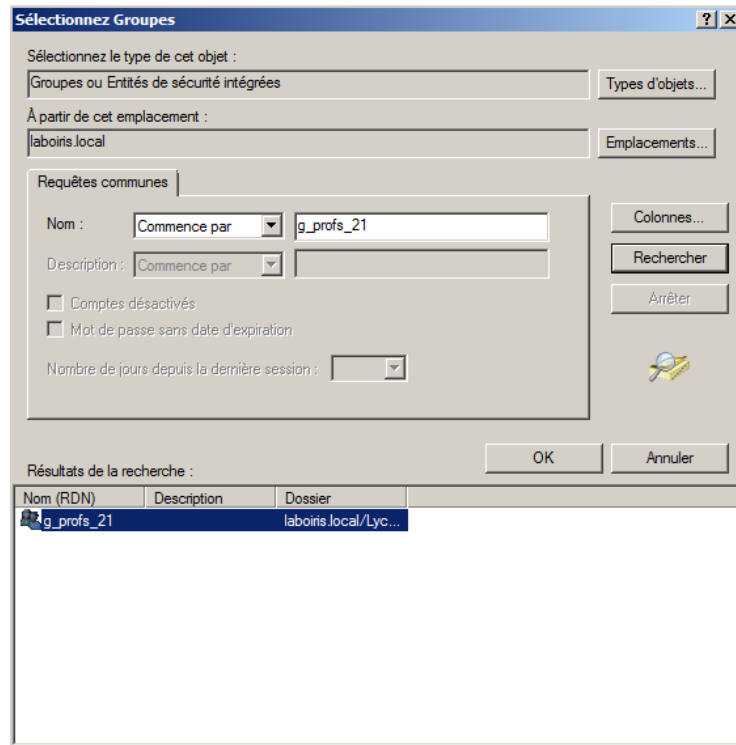 Sélectionnez Groupes
Sélectionnez le type de cet objet :
Groupes ou Entités de sécurité intégrées
Types d'objets...
À partir de cet emplacement :
laboiris.local
Emplacements...
Requêtes communes
Nom :
Commence par
g_profs_21
Colonnes...
Description :
Commence par
Rechercher
Comptes désactivés
Arrêter
Mot de passe sans date d'expiration
Nombre de jours depuis la dernière session :
OK
Annuler
Résultats de la recherche :
Nom (RDN) Description Dossier
g_profs_21 laboiris.local/Lyc...